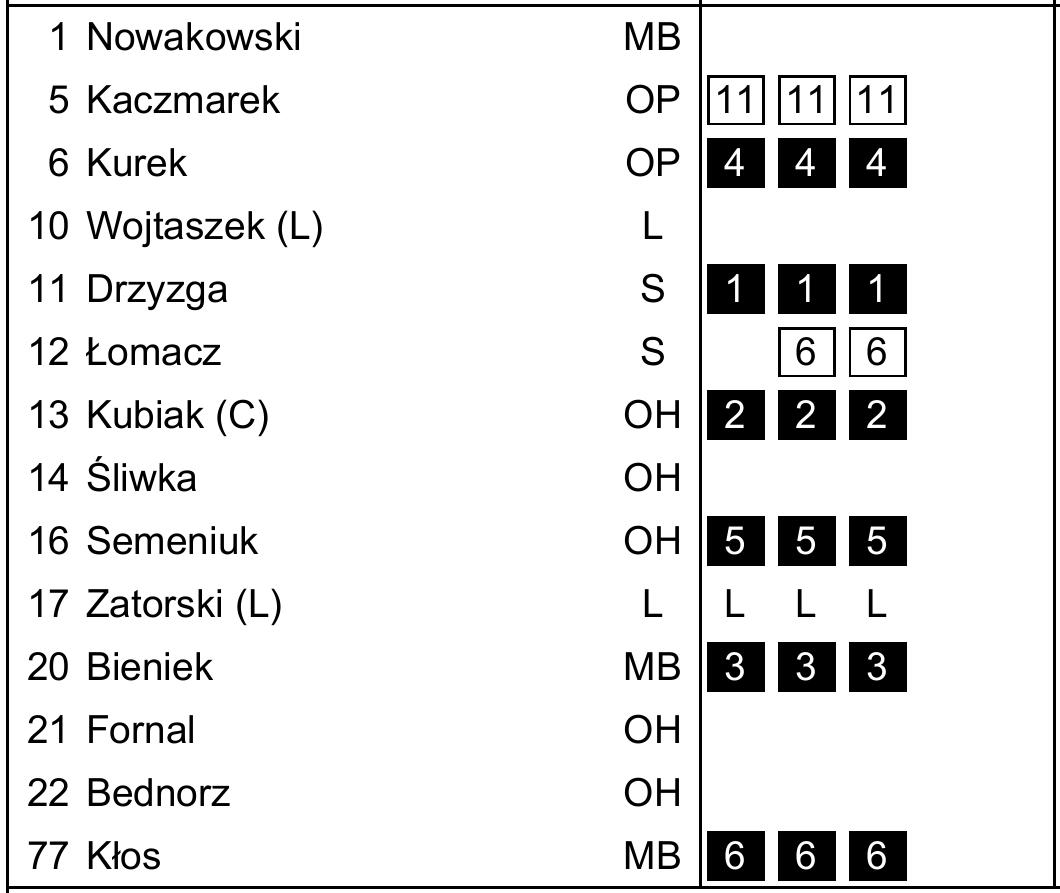 1 Nowakowski MB
5 Kaczmarek OP 11 11 11
6 Kurek OP 4 4 4
10 Wojtaszek (L) L
11 Drzyzga S 1 1 1
12 Łomacz S 6 6
13 Kubiak (C) OH 2 2 2
14 Śliwka OH
16 Semeniuk OH 5 5 5
17 Zatorski (L) L L L L
20 Bieniek MB 3 3 3
21 Fornal OH
22 Bednorz OH
77 Kłos MB 6 6 6